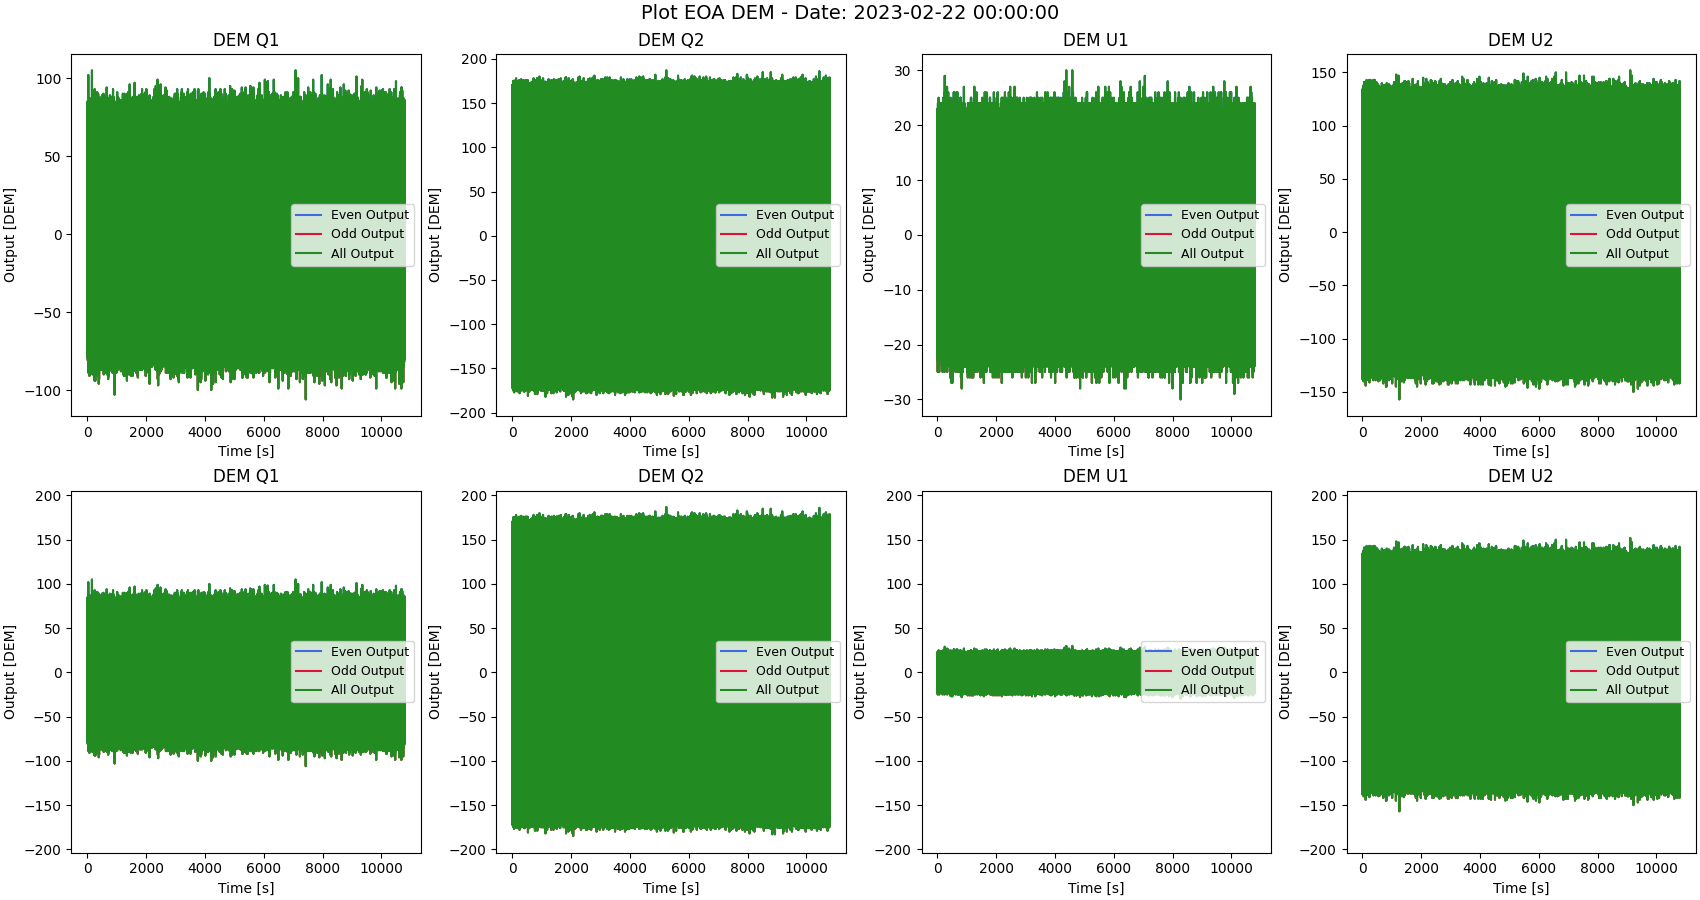 Plot EOA DEM - Date: 2023-02-22 00:00:00
DEM Q1
100
50
0
−50
−100
Output [DEM]
0 2000 4000 6000 8000 10000
Time [s]
Even Output
Odd Output
All Output
DEM Q2
200
150
100
50
0
−50
−100
−150
−200
Output [DEM]
0 2000 4000 6000 8000 10000
Time [s]
Even Output
Odd Output
All Output
DEM U1
30
20
10
0
−10
−20
−30
Output [DEM]
0 2000 4000 6000 8000 10000
Time [s]
Even Output
Odd Output
All Output
DEM U2
150
100
50
0
−50
−100
−150
Output [DEM]
0 2000 4000 6000 8000 10000
Time [s]
Even Output
Odd Output
All Output
DEM Q1
200
150
100
50
0
−50
−100
−150
−200
Output [DEM]
0 2000 4000 6000 8000 10000
Time [s]
Even Output
Odd Output
All Output
DEM Q2
200
150
100
50
0
−50
−100
−150
−200
Output [DEM]
0 2000 4000 6000 8000 10000
Time [s]
Even Output
Odd Output
All Output
DEM U1
200
150
100
50
0
−50
−100
−150
−200
Output [DEM]
0 2000 4000 6000 8000 10000
Time [s]
Even Output
Odd Output
All Output
DEM U2
200
150
100
50
0
−50
−100
−150
−200
Output [DEM]
0 2000 4000 6000 8000 10000
Time [s]
Even Output
Odd Output
All Output